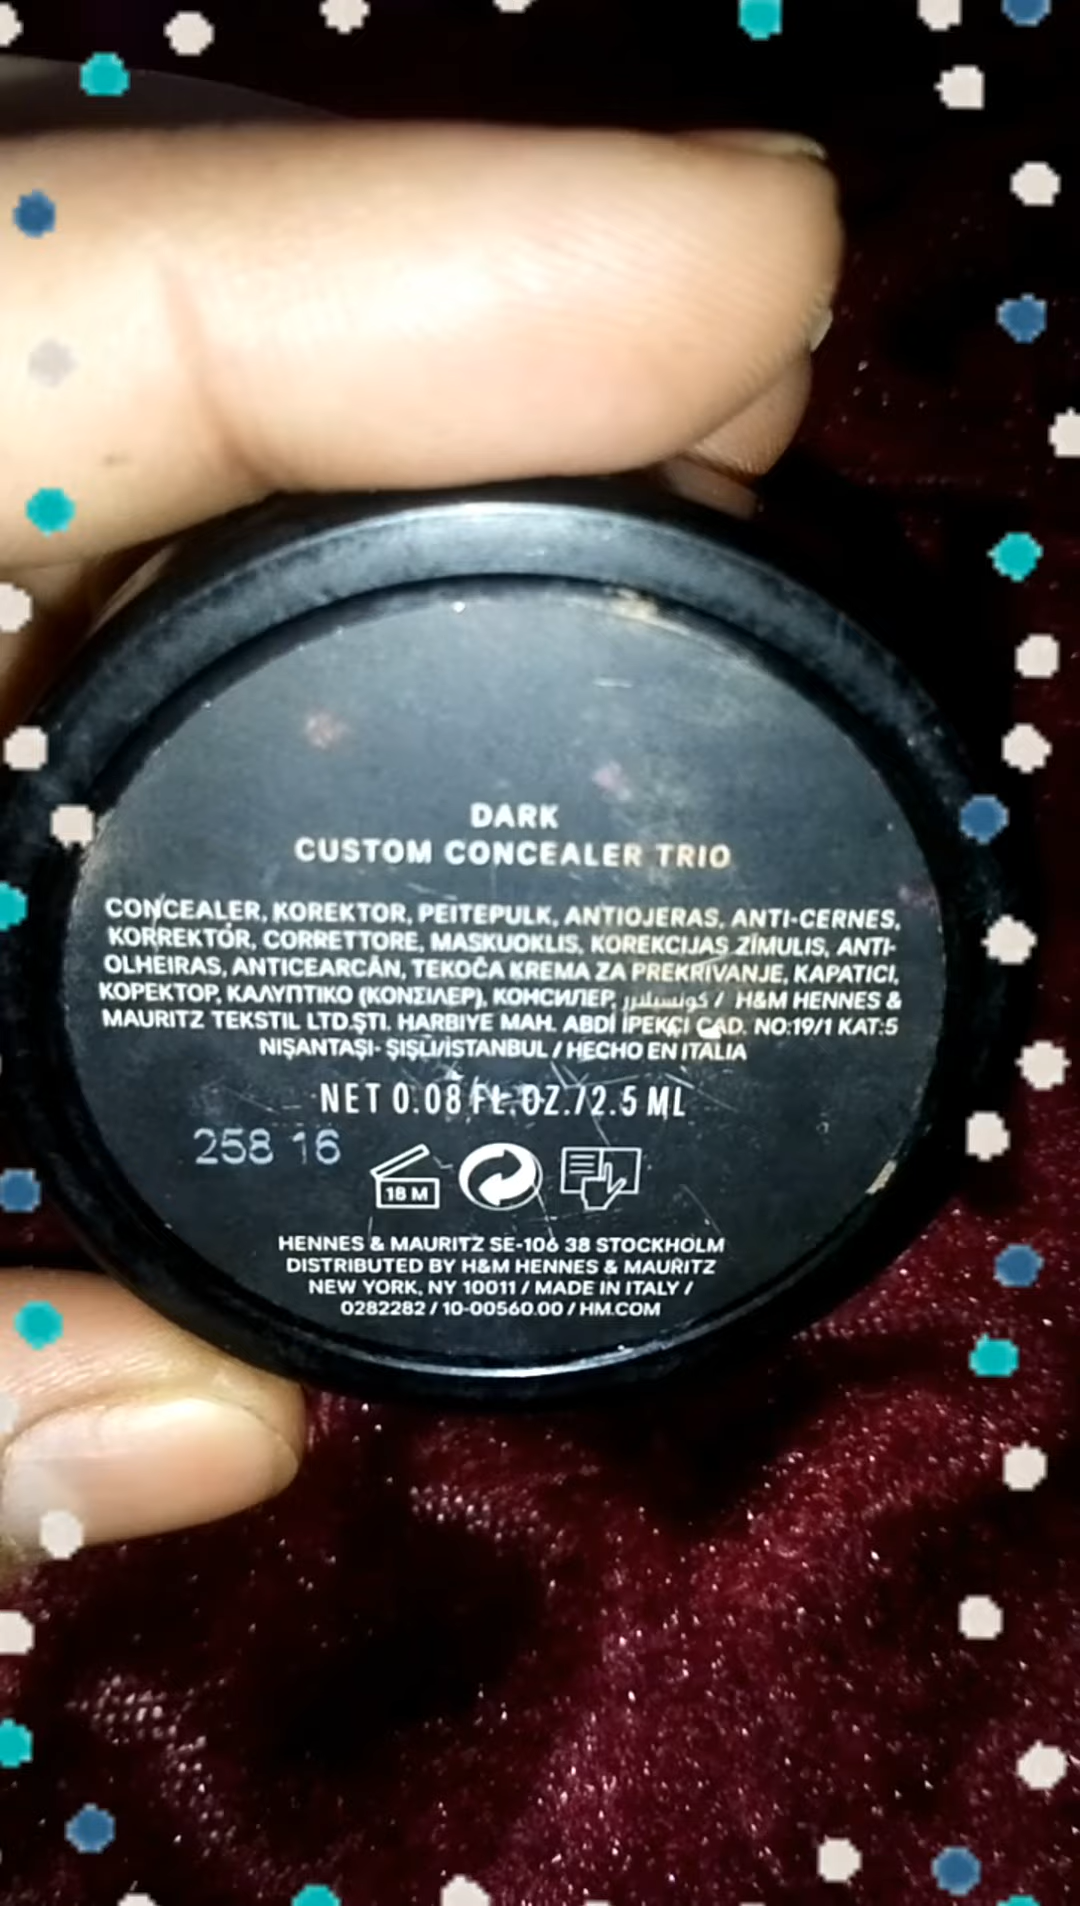 DARK
CUSTOM CONCEALER TRIO
CONCEALER, KOREKTOR, PEITEPULK, ANTIOJERAS, ANTI-CERNES,
KORREKTOR, CORRETTORE, MASKUOKLIS, KOREKCIJAS ZĪMULIS, ANTI-
OLHEIRAS, ANTICEARCĂN, TEKOČA KREMA ZA PREKRIVANJE, KAPATICI,
КОРЕКТОР, ΚΑΛΥΠΤΙΚΟ (ΚΟΝΣΙΛΕΡ), КОНСИЛЕР, كونسيلرر / H&M HENNES &
MAURITZ TEKSTIL LTD.ŞTI. HARBIYE MAH. ABDİ İPEKÇİ CAD. NO:19/1 KAT:5
NIŞANTAŞI- ŞIŞLİ/İSTANBUL / HECHO EN ITALIA
NET 0.08 FL.OZ./2.5 ML
258 16
18 M
HENNES & MAURITZ SE-106 38 STOCKHOLM
DISTRIBUTED BY H&M HENNES & MAURITZ
NEW YORK, NY 10011 / MADE IN ITALY /
0282282 / 10-00560.00 / HM.COM